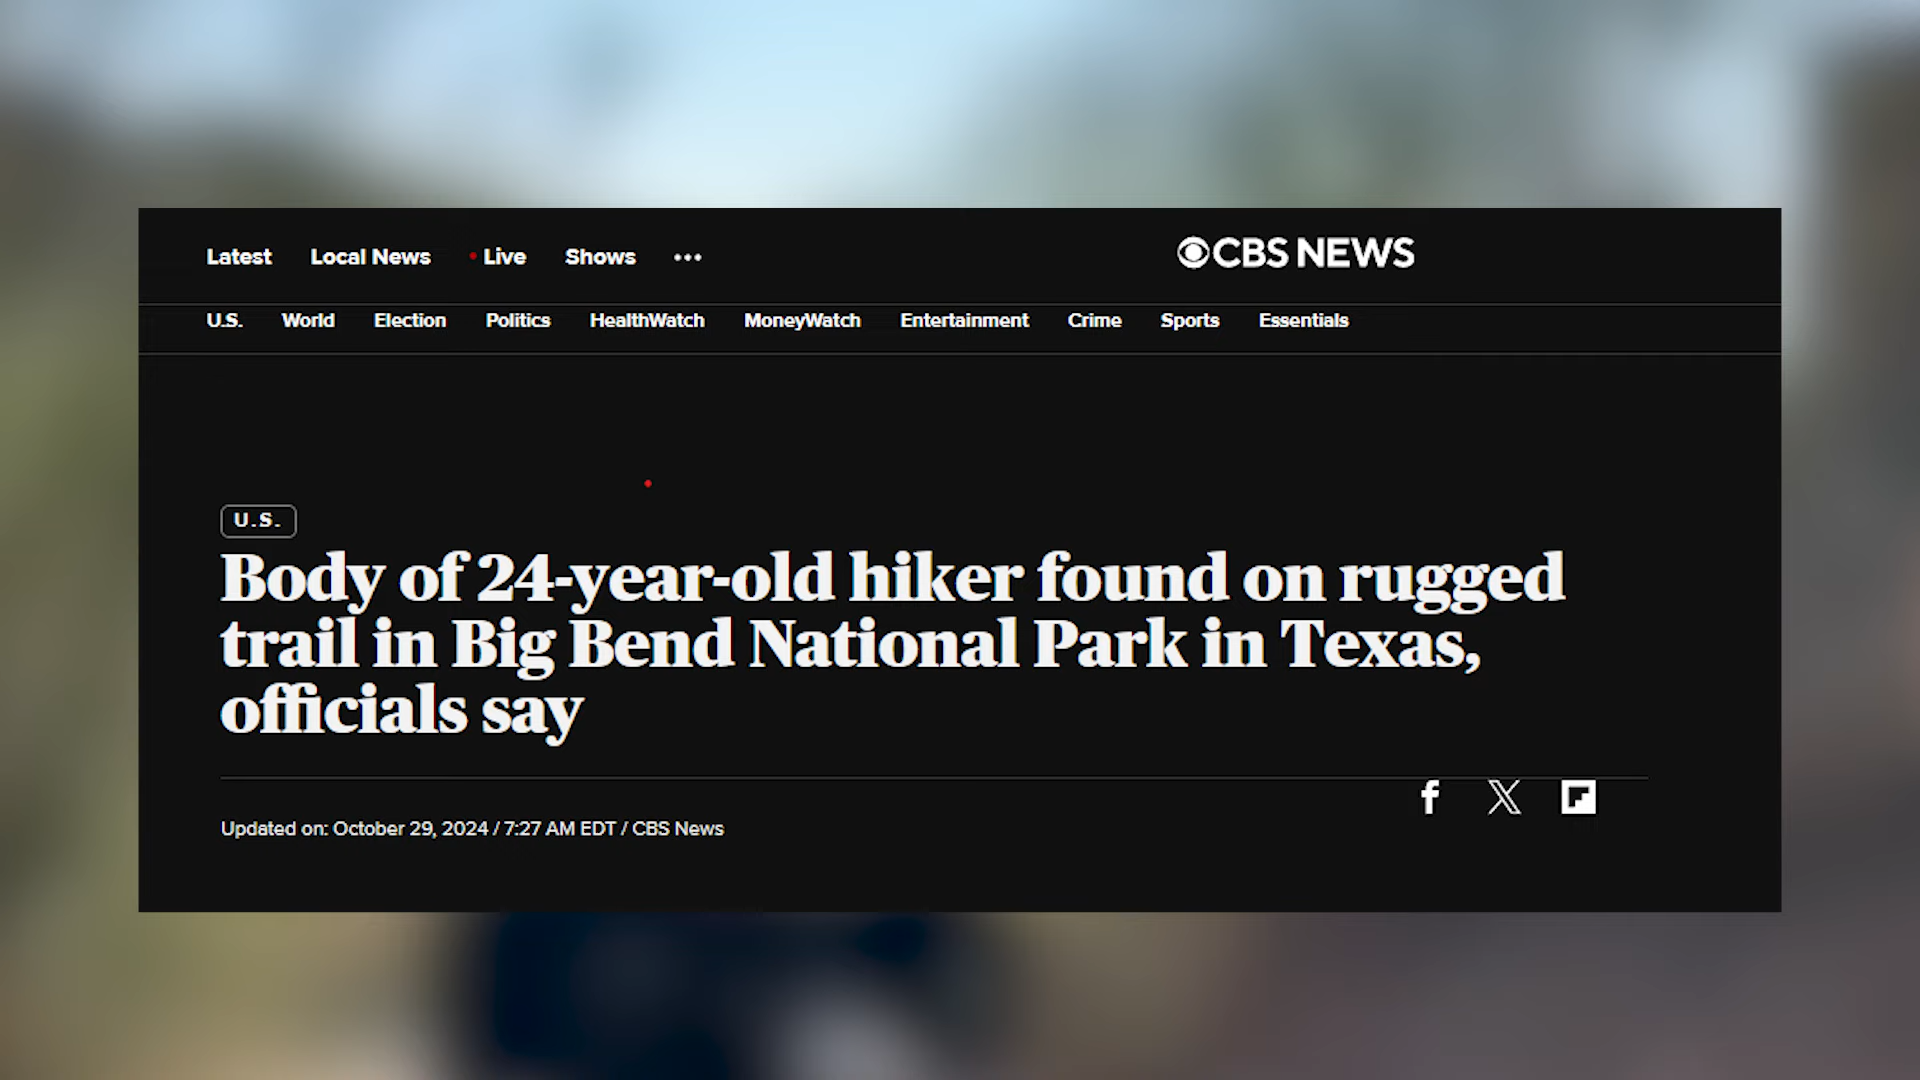 Latest Local News Live Shows •••
CBS NEWS
U.S. World Election Politics HealthWatch MoneyWatch Entertainment Crime Sports Essentials
U.S.
Body of 24-year-old hiker found on rugged
trail in Big Bend National Park in Texas,
officials say
Updated on: October 29, 2024 / 7:27 AM EDT / CBS News